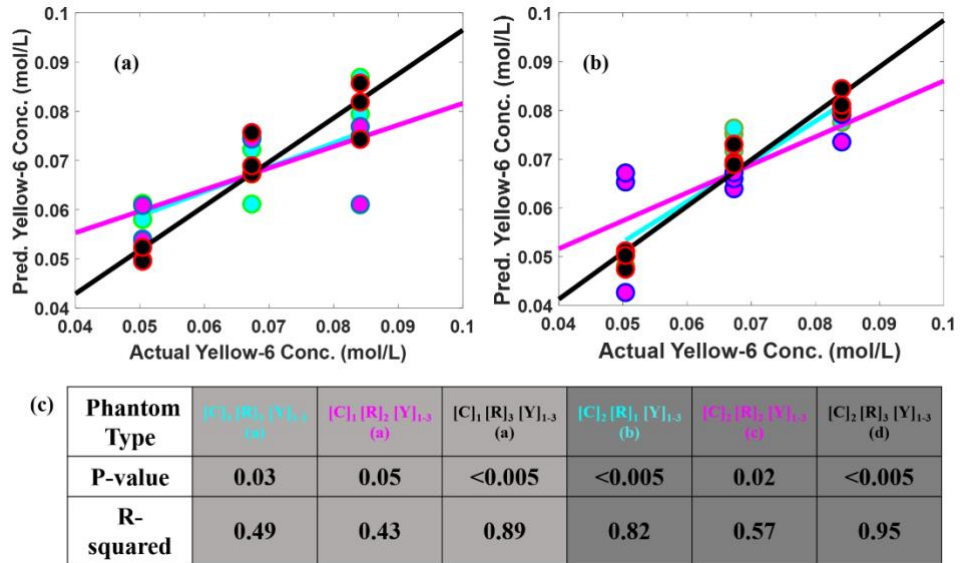 0.1
0.09
0.08
0.07
0.06
0.05
0.04
Pred. Yellow-6 Conc. (mol/L)
(a)
0.04 0.05 0.06 0.07 0.08 0.09 0.1
Actual Yellow-6 Conc. (mol/L)
0.1
0.09
0.08
0.07
0.06
0.05
0.04
Pred. Yellow-6 Conc. (mol/L)
(b)
0.04 0.05 0.06 0.07 0.08 0.09 0.1
Actual Yellow-6 Conc. (mol/L)
(c)
Phantom Type [C]1 [R]1 [Y]1-3 (a) [C]1 [R]2 [Y]1-3 (a) [C]1 [R]3 [Y]1-3 (a) [C]2 [R]1 [Y]1-3 (b) [C]2 [R]2 [Y]1-3 (c) [C]2 [R]3 [Y]1-3 (d)
P-value 0.03 0.05 <0.005 <0.005 0.02 <0.005
R-squared 0.49 0.43 0.89 0.82 0.57 0.95